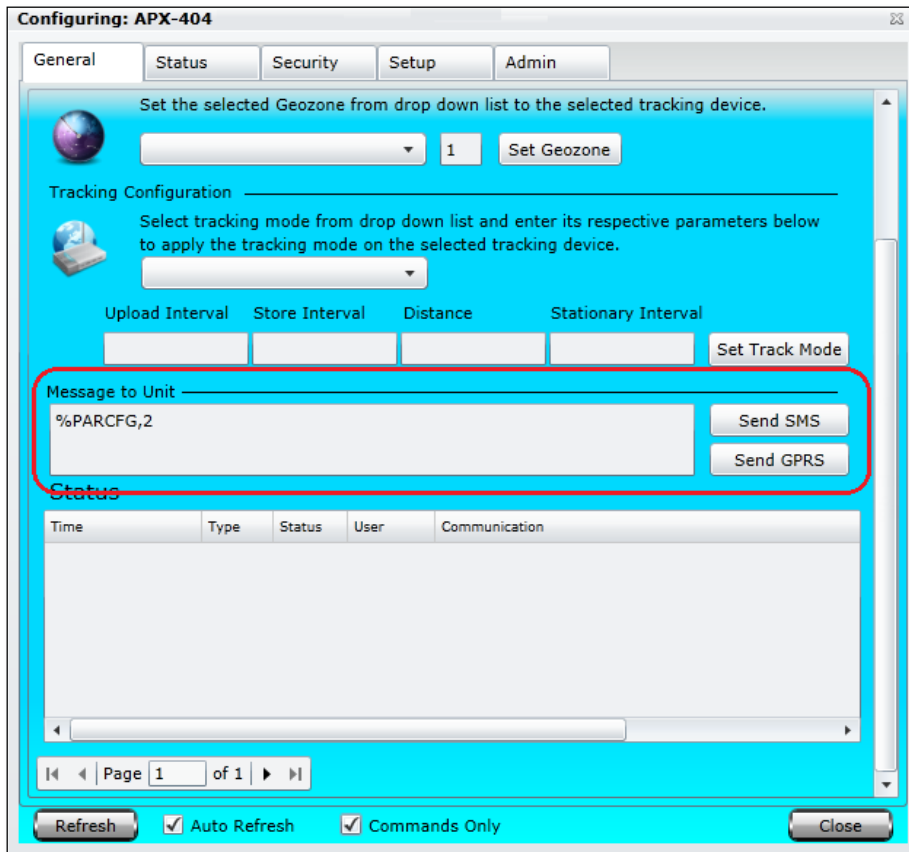 Configuring: APX-404
General Status Security Setup Admin
Set the selected Geozone from drop down list to the selected tracking device.
1 Set Geozone
Tracking Configuration
Select tracking mode from drop down list and enter its respective parameters below
to apply the tracking mode on the selected tracking device.
Upload Interval Store Interval Distance Stationary Interval
Set Track Mode
Message to Unit
%PARCFG,2
Send SMS
Send GPRS
Status
Time Type Status User Communication
Page 1 of 1
Refresh Auto Refresh Commands Only Close